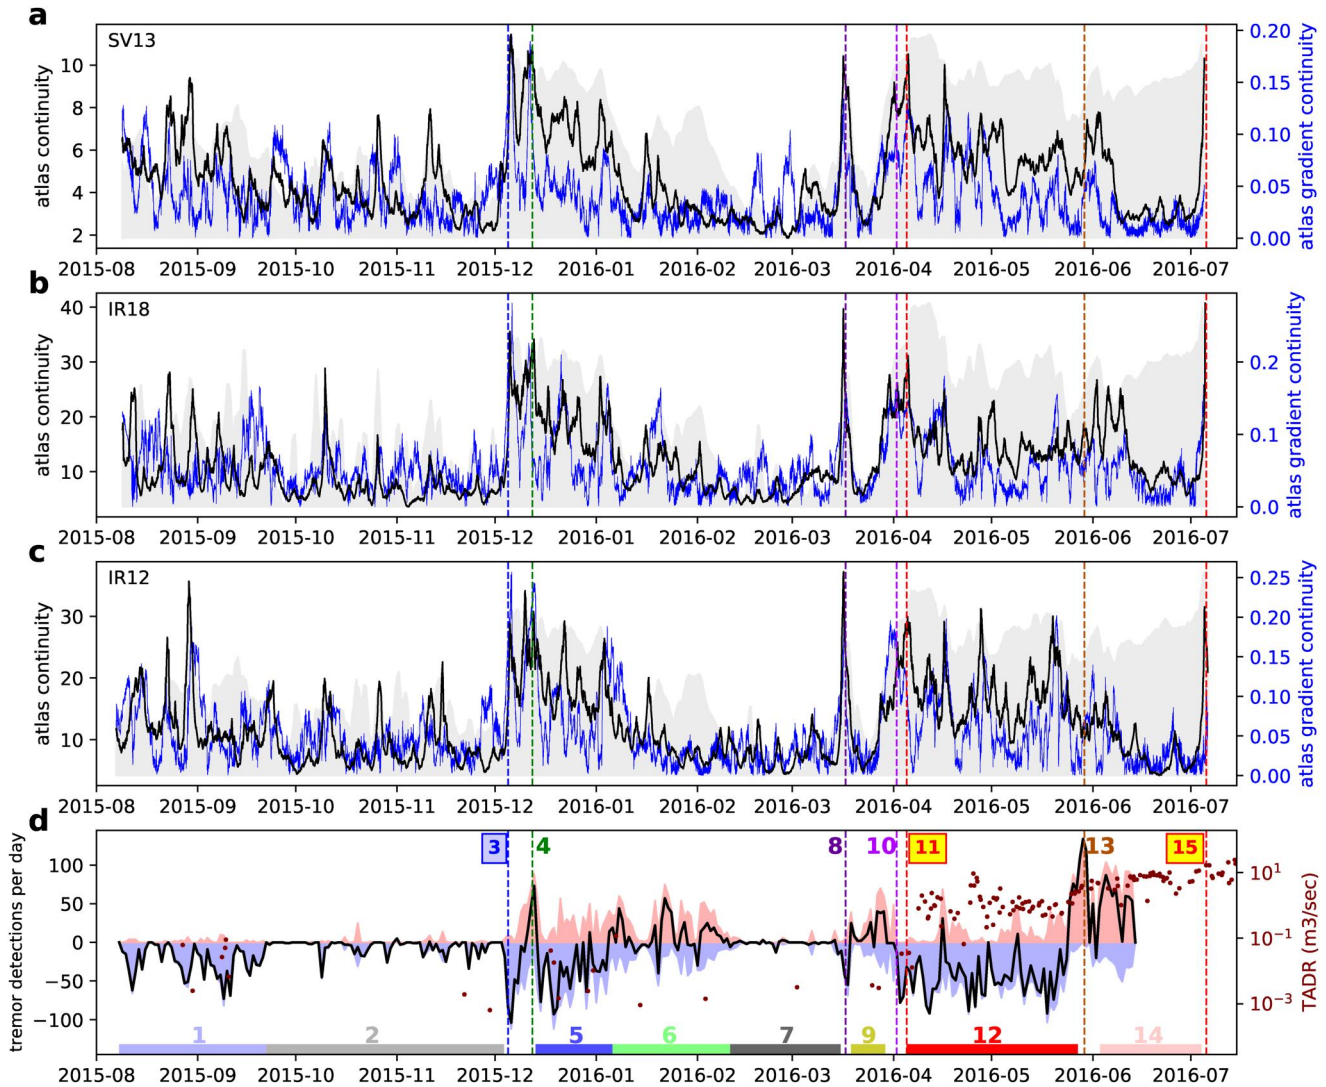 a
SV13
atlas continuity
10
8
6
4
2
0.20
0.15
0.10
0.05
0.00
atlas gradient continuity
2015-08 2015-09 2015-10 2015-11 2015-12 2016-01 2016-02 2016-03 2016-04 2016-05 2016-06 2016-07
b
IR18
atlas continuity
40
30
20
10
0.2
0.1
0.0
atlas gradient continuity
2015-08 2015-09 2015-10 2015-11 2015-12 2016-01 2016-02 2016-03 2016-04 2016-05 2016-06 2016-07
c
IR12
atlas continuity
30
20
10
0.25
0.20
0.15
0.10
0.05
0.00
atlas gradient continuity
2015-08 2015-09 2015-10 2015-11 2015-12 2016-01 2016-02 2016-03 2016-04 2016-05 2016-06 2016-07
d
tremor detections per day
100
50
0
−50
−100
3 4 8 10 11 13 15
10¹
10⁻¹
10⁻³
TADR (m3/sec)
1 2 5 6 7 9 12 14
2015-08 2015-09 2015-10 2015-11 2015-12 2016-01 2016-02 2016-03 2016-04 2016-05 2016-06 2016-07